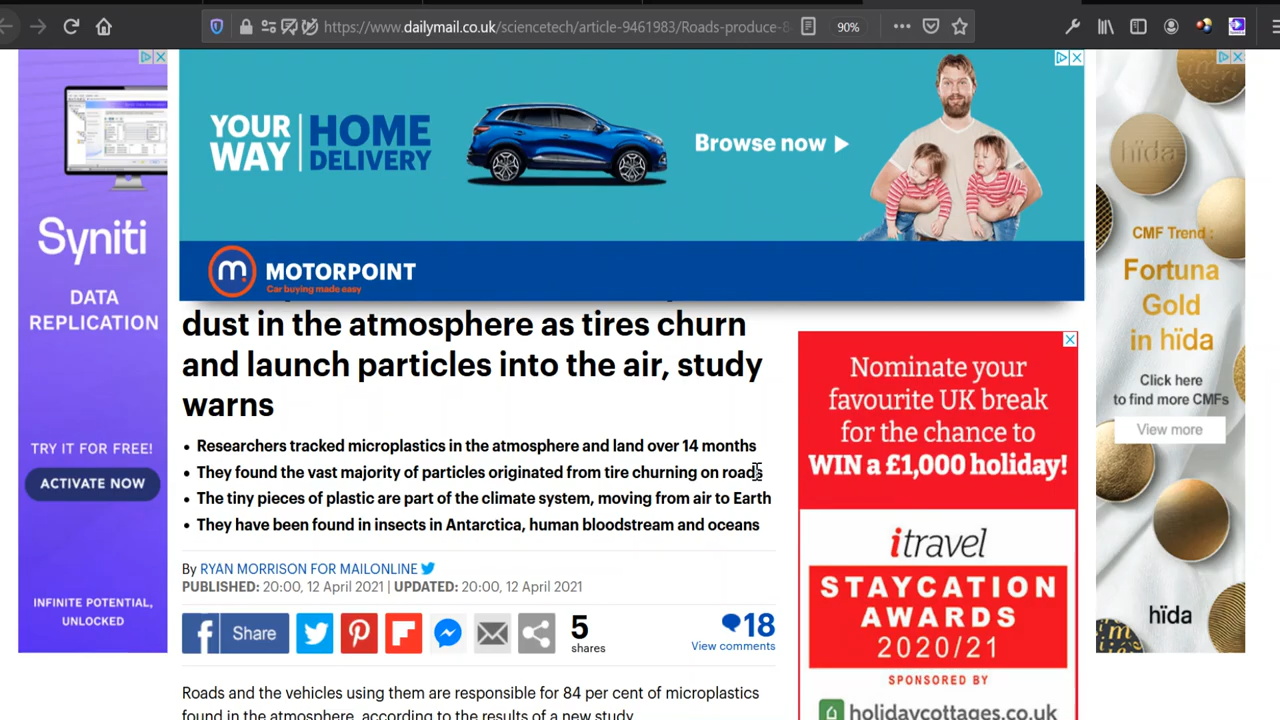 https://www.dailymail.co.uk/sciencetech/article-9461983/Roads-produce-8
90%
YOUR WAY
HOME DELIVERY
Browse now
m.
MOTORPOINT
Car buying made easy
Syniti
DATA
REPLICATION
TRY IT FOR FREE!
ACTIVATE NOW
INFINITE POTENTIAL,
UNLOCKED
dust in the atmosphere as tires churn
and launch particles into the air, study
warns
• Researchers tracked microplastics in the atmosphere and land over 14 months
• They found the vast majority of particles originated from tire churning on roads
• The tiny pieces of plastic are part of the climate system, moving from air to Earth
• They have been found in insects in Antarctica, human bloodstream and oceans
By RYAN MORRISON FOR MAILONLINE
PUBLISHED: 20:00, 12 April 2021 | UPDATED: 20:00, 12 April 2021
f Share
5
shares
18
View comments
Roads and the vehicles using them are responsible for 84 per cent of microplastics
found in the atmosphere, according to the results of a new study.
Nominate your
favourite UK break
for the chance to
WIN a £1,000 holiday!
itravel
STAYCATION
AWARDS
2020/21
SPONSORED BY
holidaycottages.co.uk
hïda
CMF Trend :
Fortuna
Gold
in hïda
Click here
to find more CMFs
View more
hïda